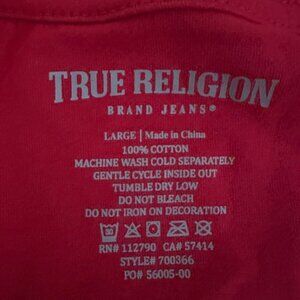 TRUE RELIGION
BRAND JEANS®
LARGE | Made in China
100% COTTON
MACHINE WASH COLD SEPARATELY
GENTLE CYCLE INSIDE OUT
TUMBLE DRY LOW
DO NOT BLEACH
DO NOT IRON ON DECORATION
RN# 112790 CA# 57414
STYLE# 700366
PO# 56005-00